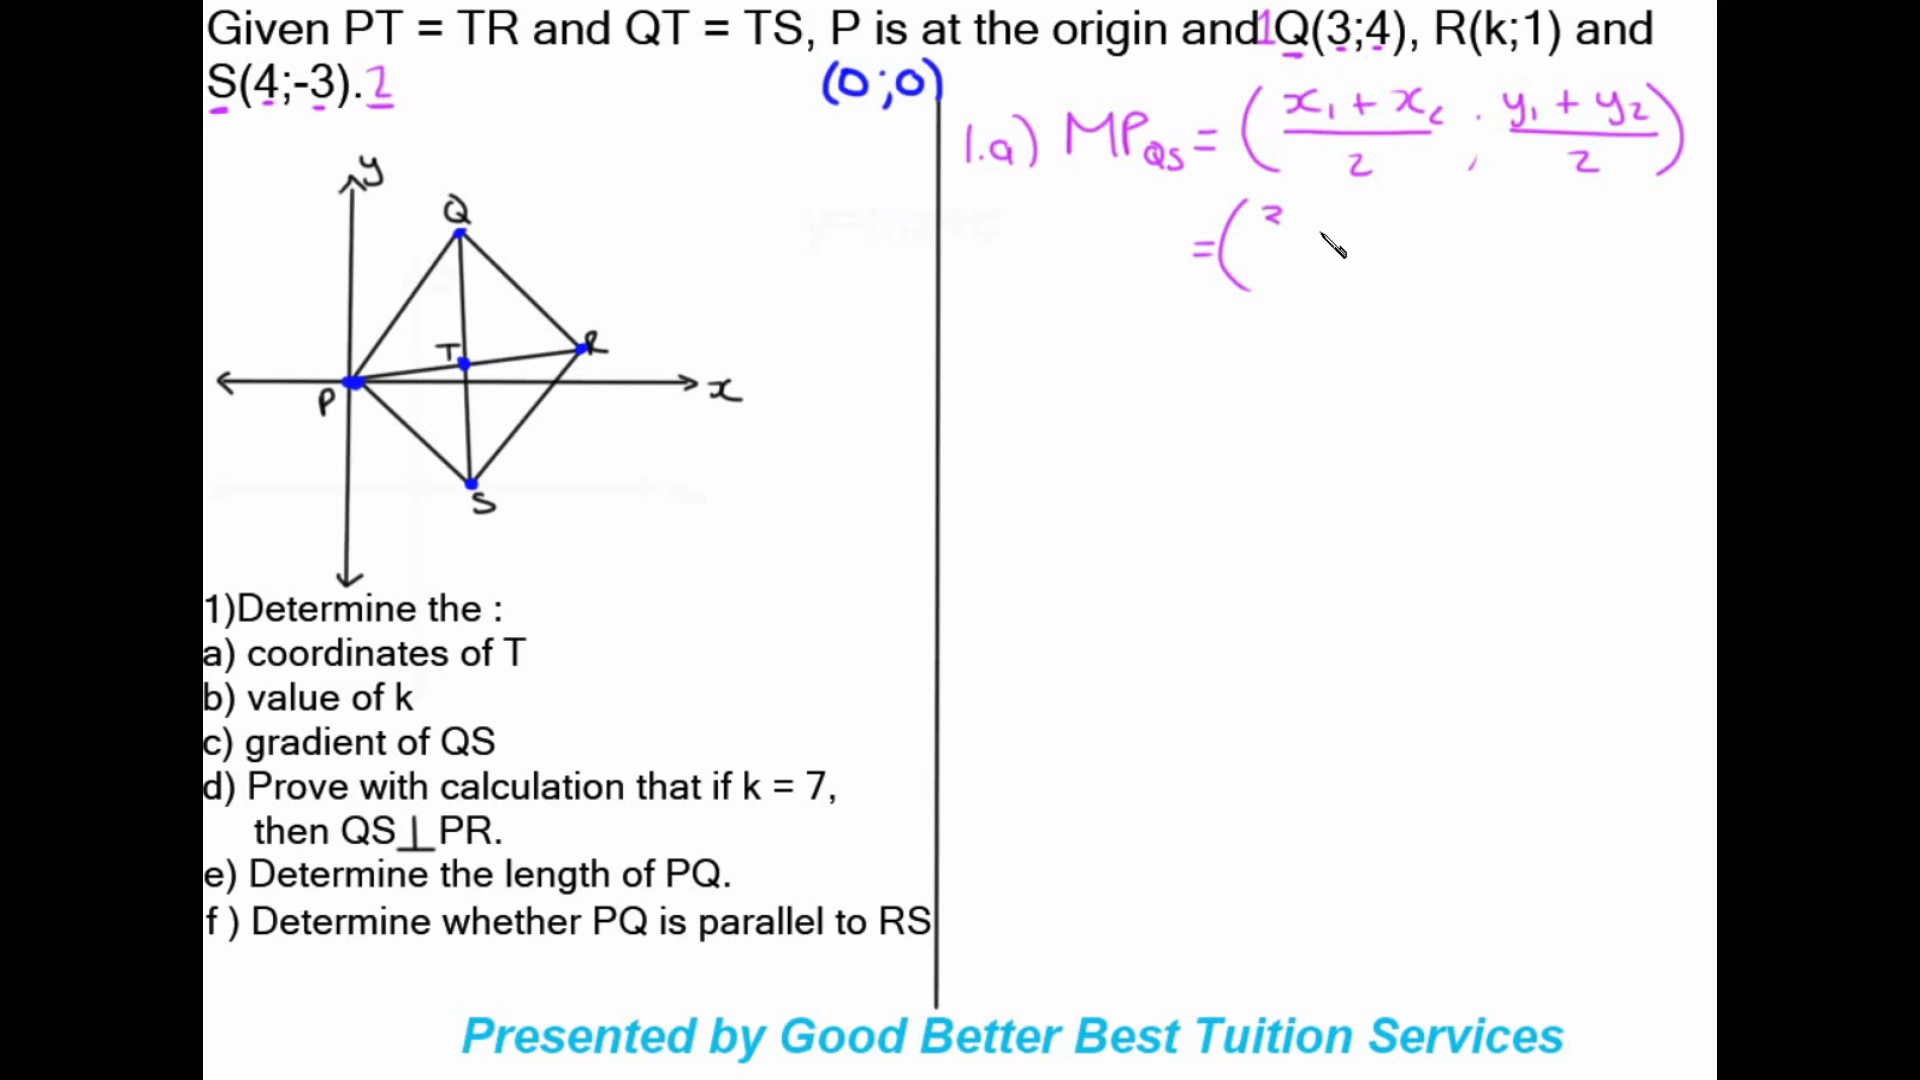 Given PT = TR and QT = TS, P is at the origin and 1 Q(3;4), R(k;1) and
S(4;-3). 2
(0;0)
1.a) MP_QS = ( x₁ + x₂ / 2 ; y₁ + y₂ / 2 )
= ( 3
y
Q
T
R
P
x
S
1)Determine the :
a) coordinates of T
b) value of k
c) gradient of QS
d) Prove with calculation that if k = 7,
then QS⊥PR.
e) Determine the length of PQ.
f ) Determine whether PQ is parallel to RS
Presented by Good Better Best Tuition Services